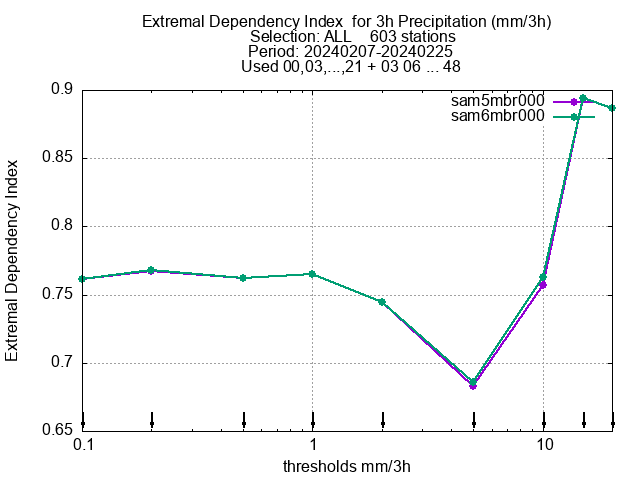 Extremal Dependency Index  for 3h Precipitation (mm/3h)
Selection: ALL    603 stations
Period: 20240207-20240225
Used 00,03,...,21 + 03 06 ... 48
sam5mbr000
sam6mbr000
0.9
0.85
0.8
0.75
0.7
0.65
Extremal Dependency Index
0.1 1 10
thresholds mm/3h